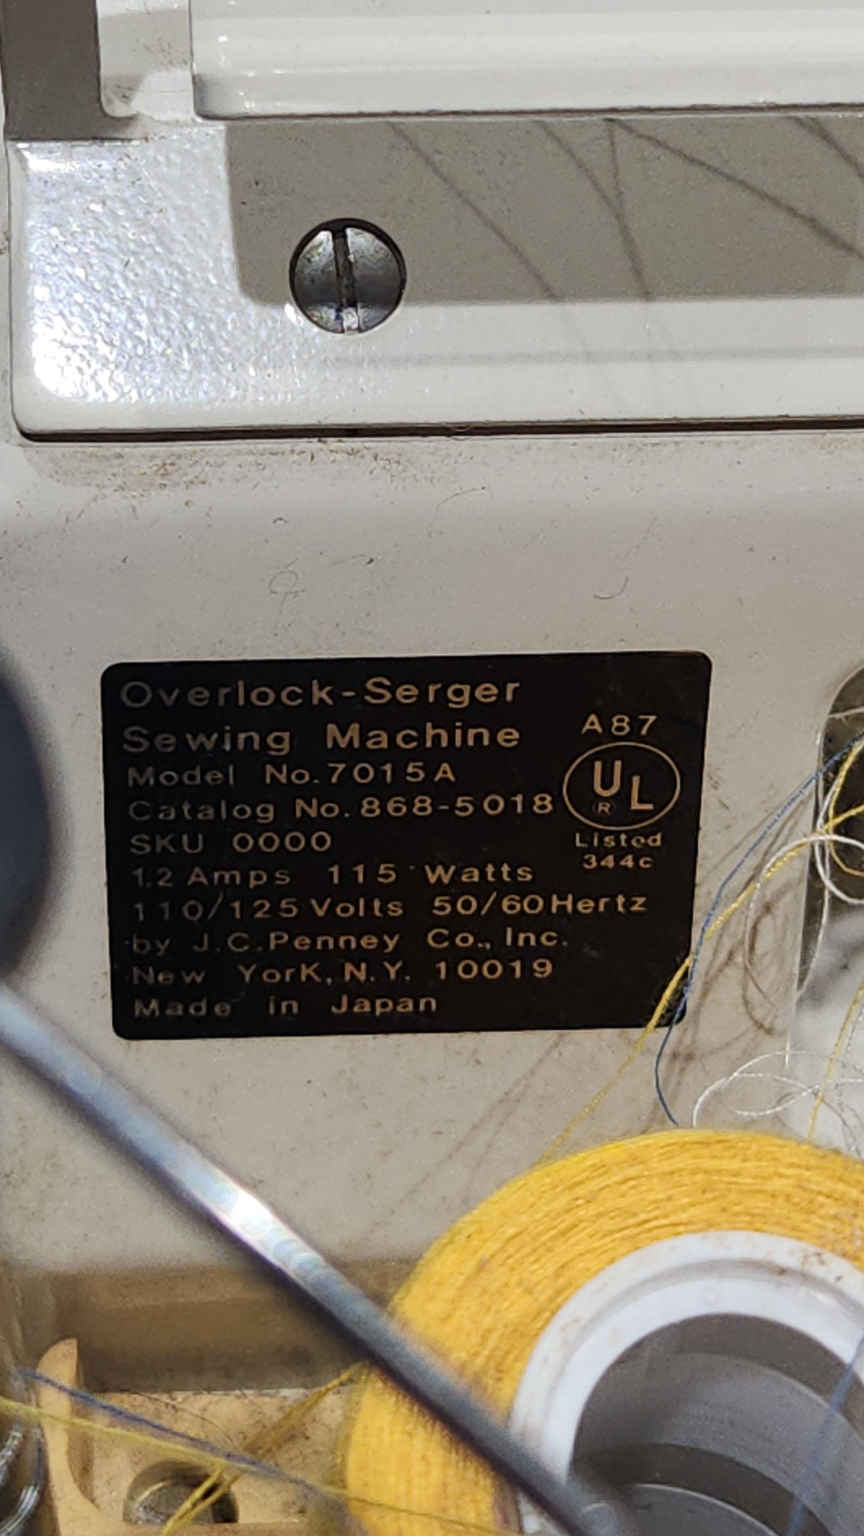 Overlock-Serger
Sewing Machine
Model No. 7015A
Catalog No. 868-5018
SKU 0000
1.2 Amps 115 Watts
110/125 Volts 50/60 Hertz
by J.C.Penney Co., Inc.
New YorK, N.Y. 10019
Made in Japan
A87
UL
R
Listed
344c